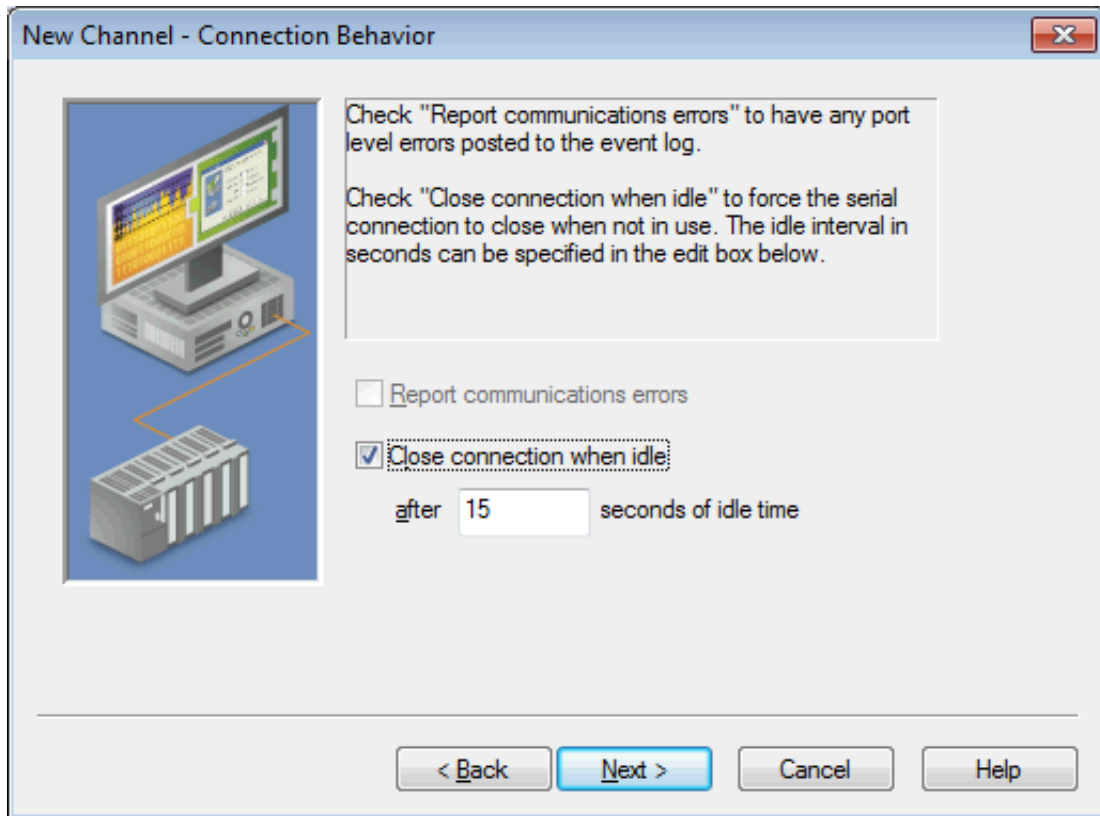 New Channel - Connection Behavior
Check "Report communications errors" to have any port
level errors posted to the event log.
Check "Close connection when idle" to force the serial
connection to close when not in use. The idle interval in
seconds can be specified in the edit box below.
Report communications errors
Close connection when idle
after 15 seconds of idle time
< Back Next > Cancel Help